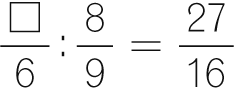 □/6 : 8/9 = 27/16